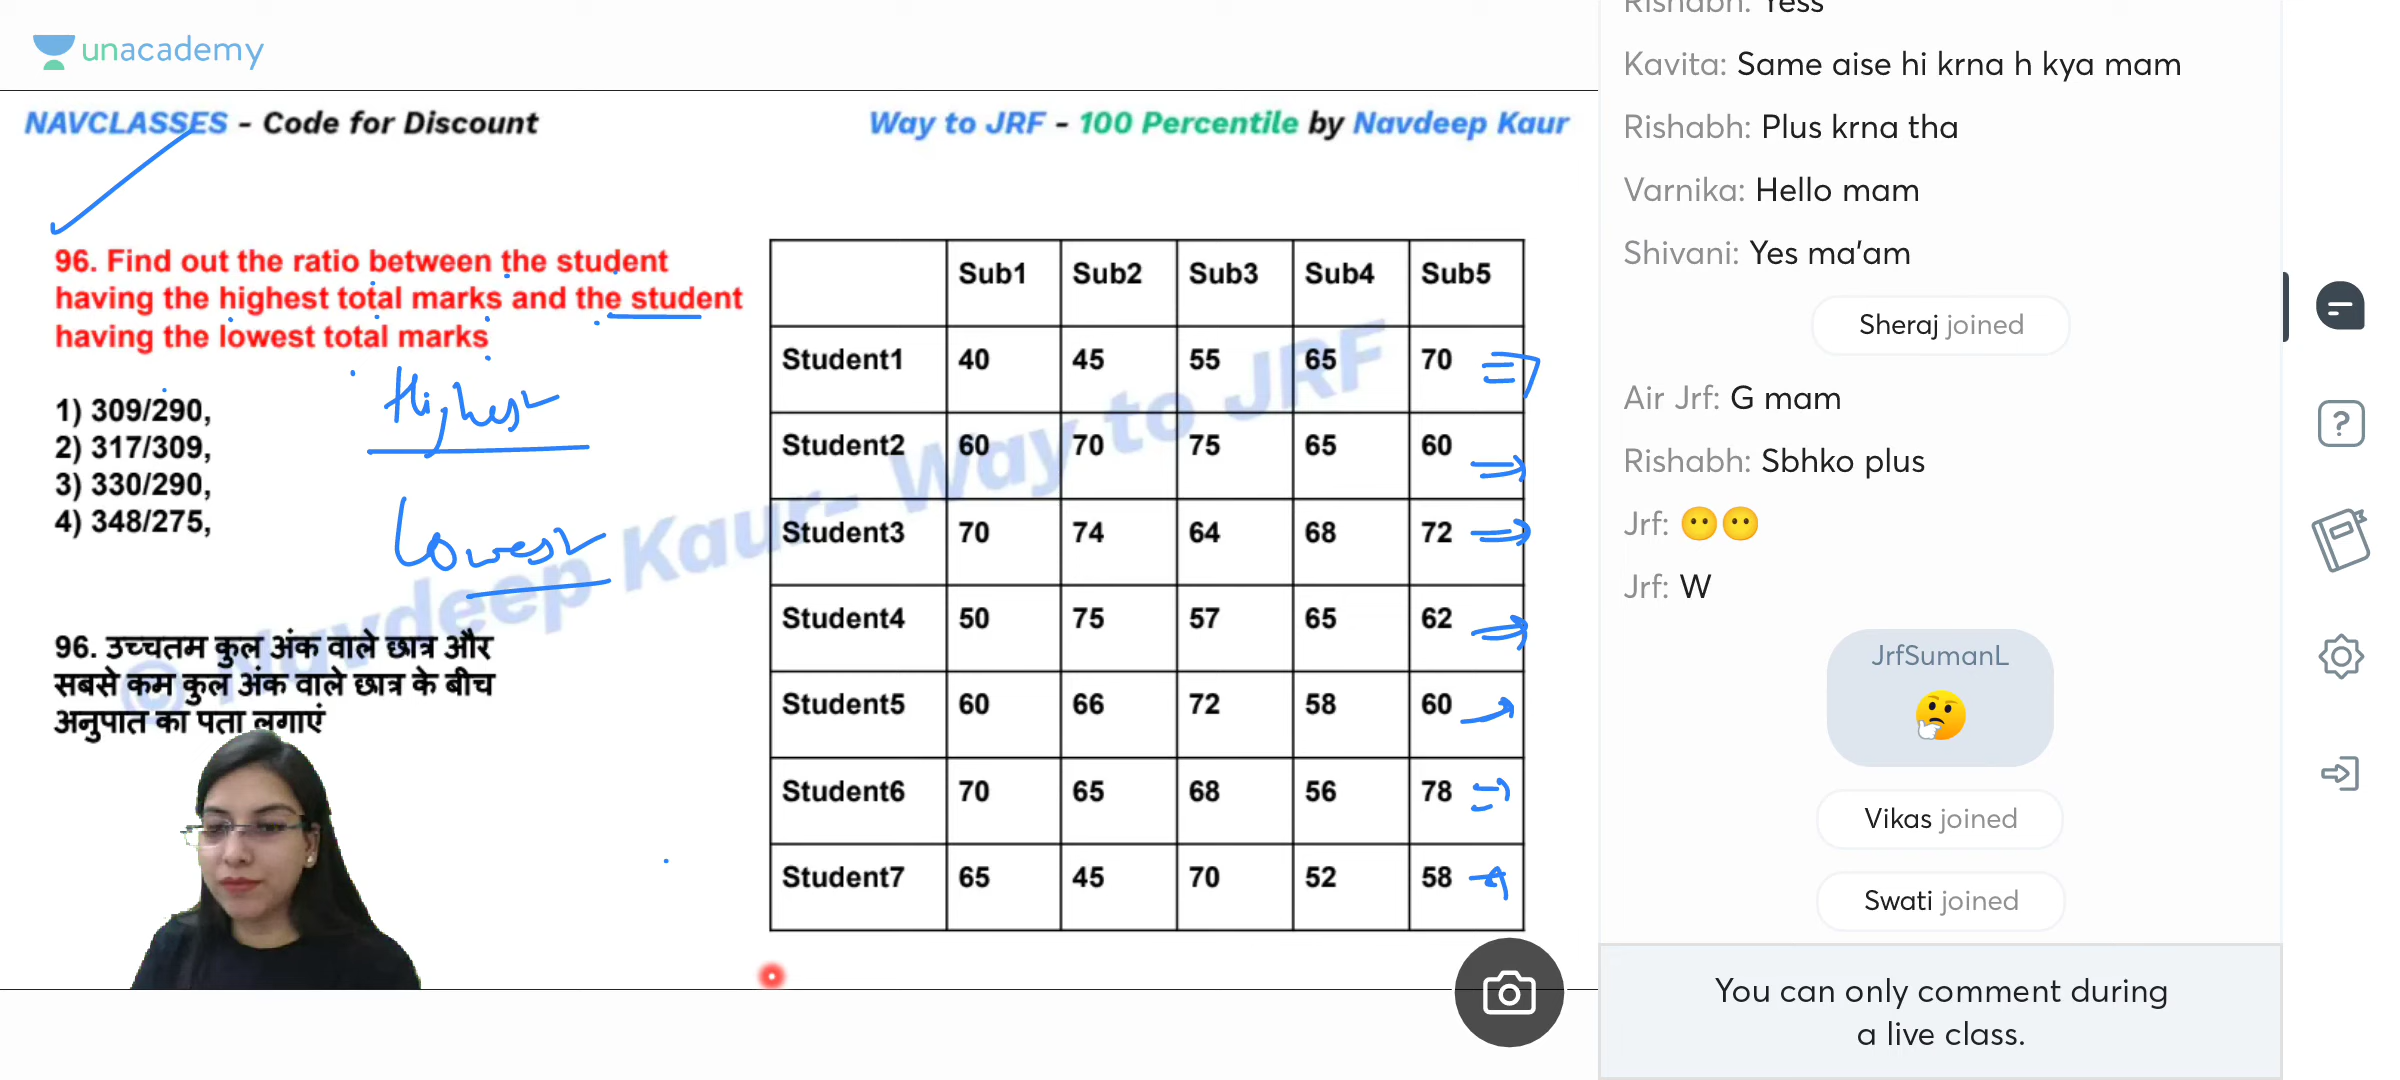 unacademy
NAVCLASSES - Code for Discount
Way to JRF - 100 Percentile by Navdeep Kaur
96. Find out the ratio between the student
having the highest total marks and the student
having the lowest total marks
1) 309/290,
2) 317/309,
3) 330/290,
4) 348/275,
Highest
Lowest
96. उच्चतम कुल अंक वाले छात्र और
सबसे कम कुल अंक वाले छात्र के बीच
अनुपात का पता लगाएं
Sub1 Sub2 Sub3 Sub4 Sub5
Student1 40 45 55 65 70
Student2 60 70 75 65 60
Student3 70 74 64 68 72
Student4 50 75 57 65 62
Student5 60 66 72 58 60
Student6 70 65 68 56 78
Student7 65 45 70 52 58
© Navdeep Kaur- Way to JRF
Rishabh: Yess
Kavita: Same aise hi krna h kya mam
Rishabh: Plus krna tha
Varnika: Hello mam
Shivani: Yes ma'am
Sheraj joined
Air Jrf: G mam
Rishabh: Sbhko plus
Jrf: 😶😶
Jrf: W
JrfSumanL
🤔
Vikas joined
Swati joined
You can only comment during
a live class.